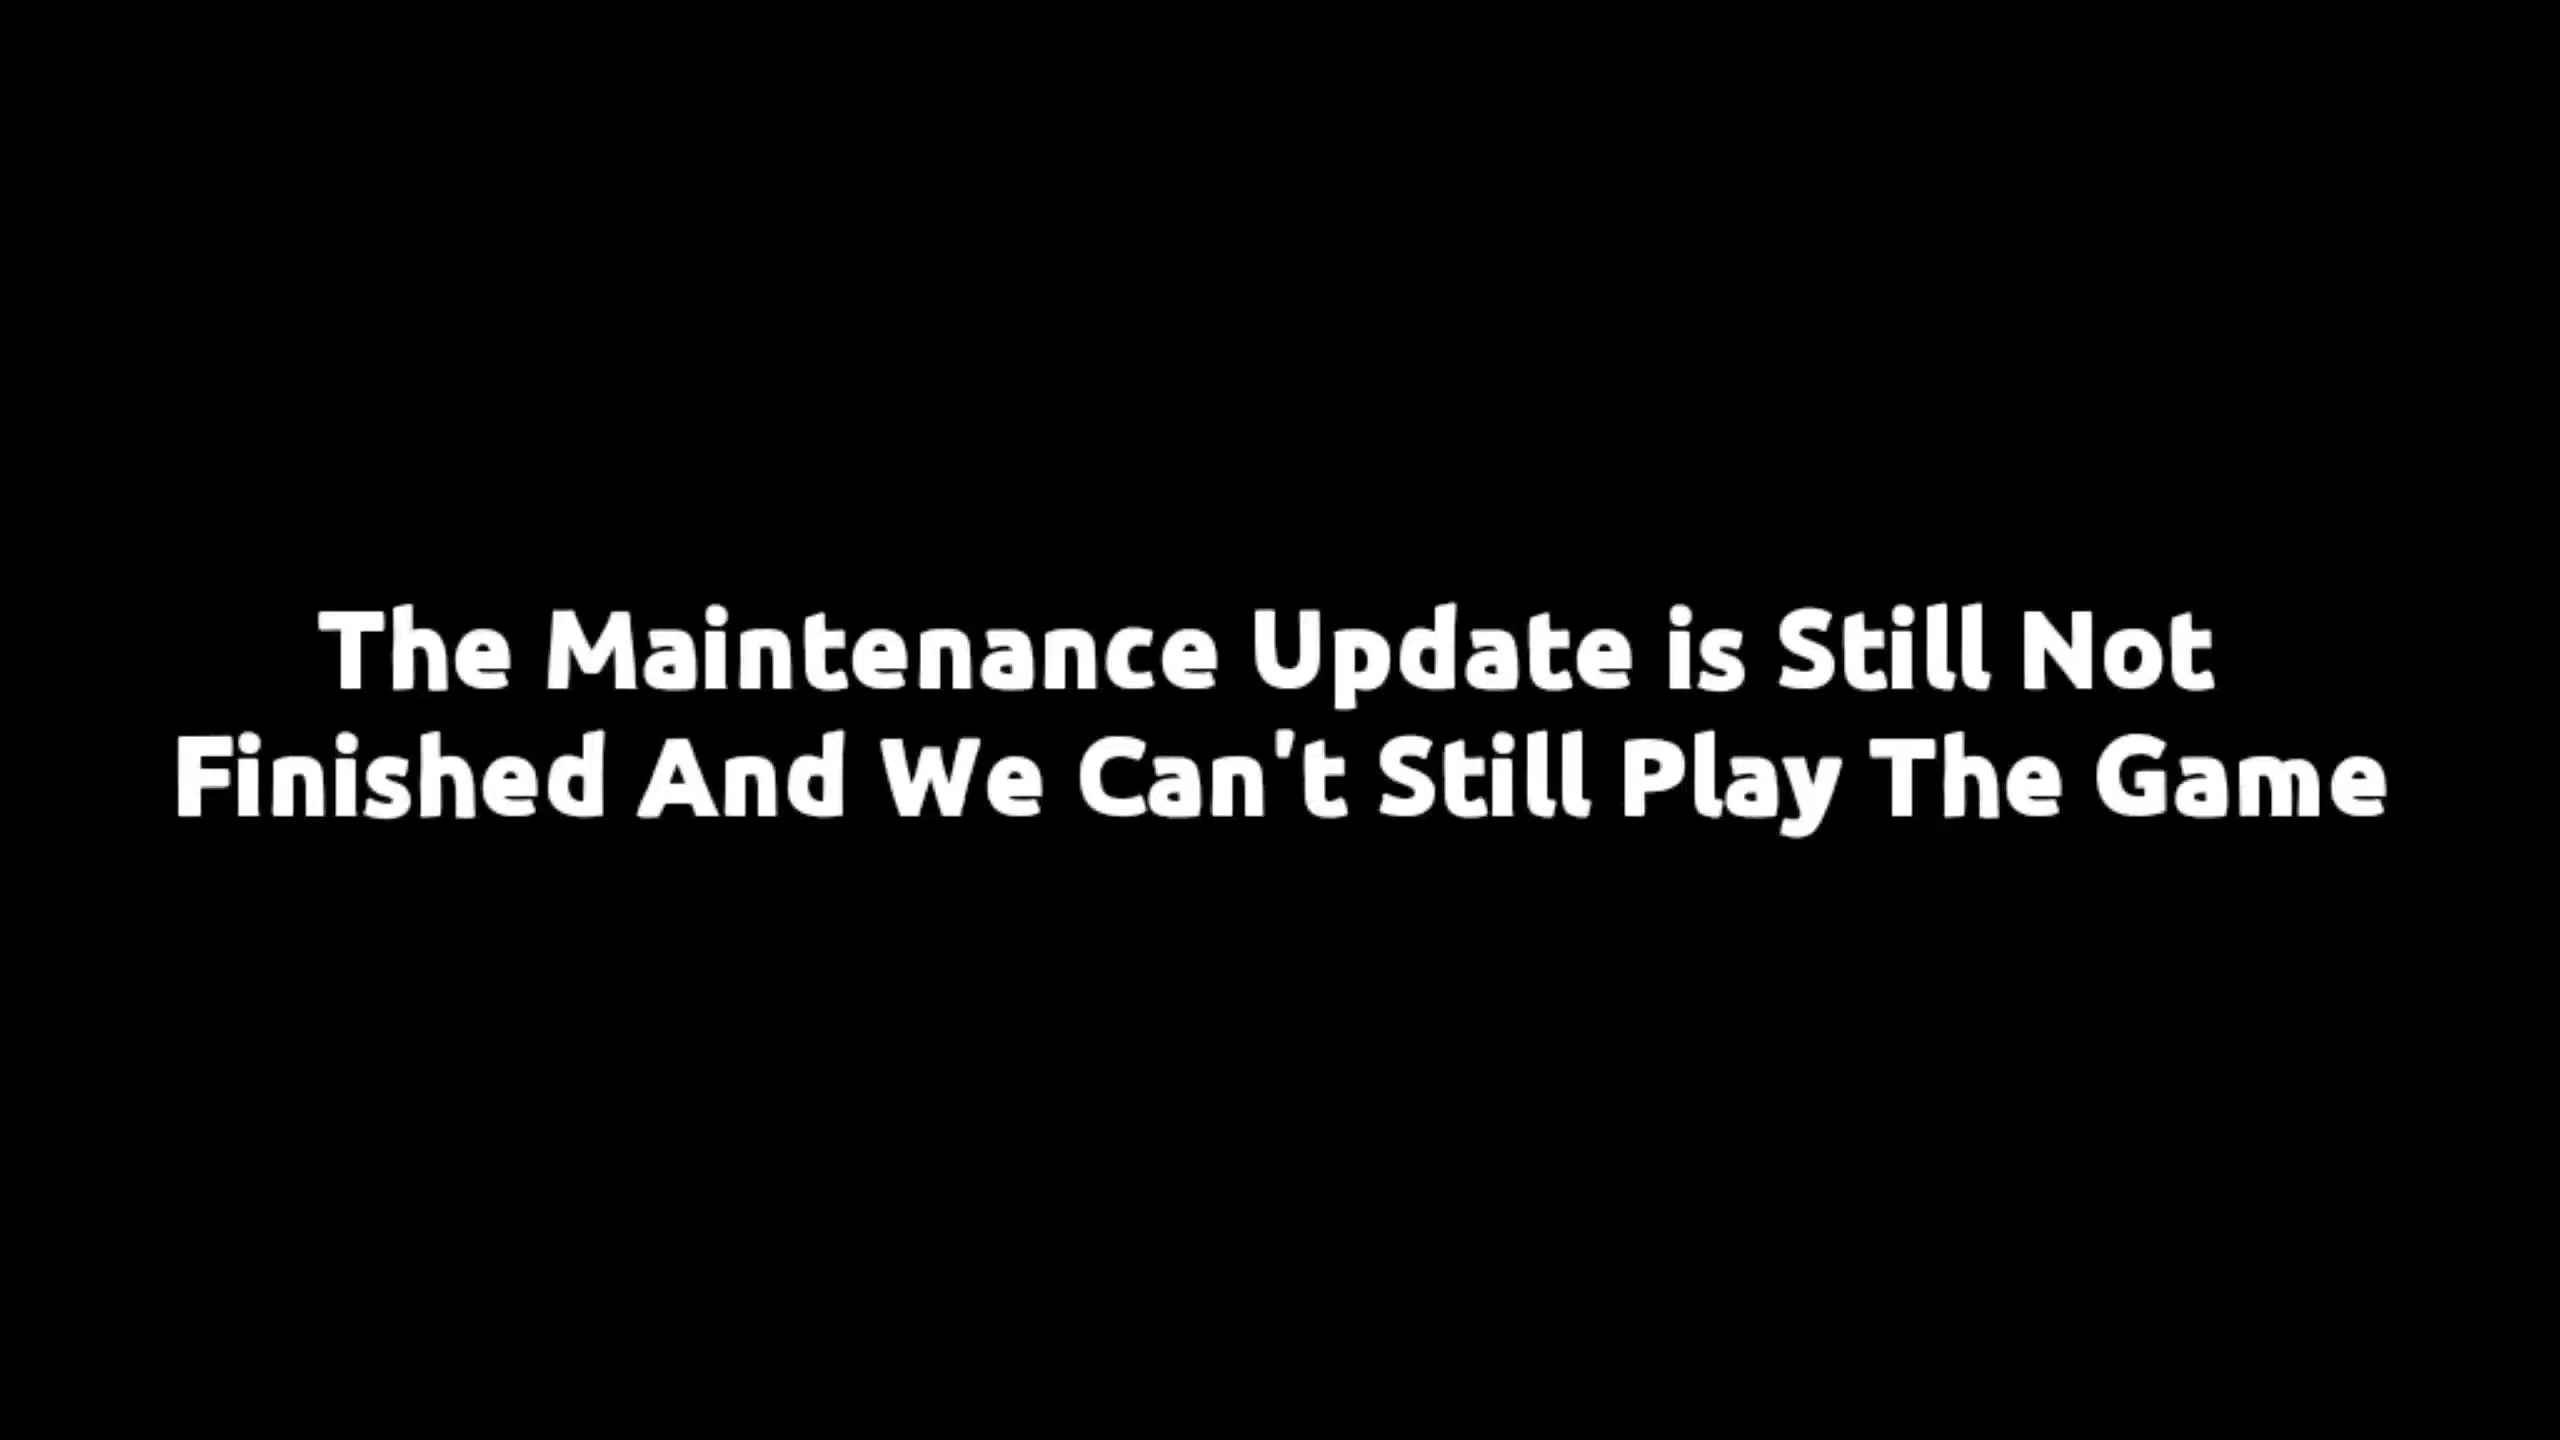 The Maintenance Update is Still Not
Finished And We Can't Still Play The Game